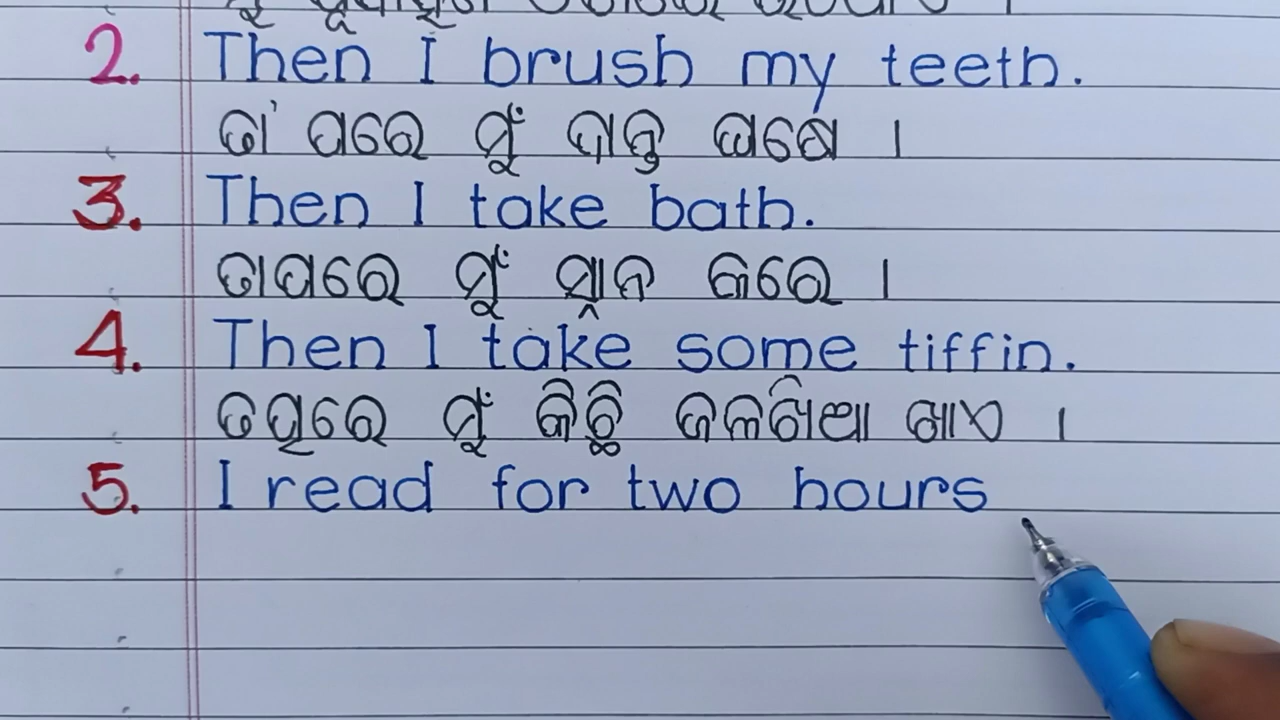 2. Then I brush my teeth.
ତା' ପରେ ମୁଁ ଦାନ୍ତ ଘଷେ ।
3. Then I take bath.
ତାପରେ ମୁଁ ସ୍ନାନ କରେ ।
4. Then I take some tiffin.
ତପରେ ମୁଁ କିଛି ଜଳଖିଆ ଖାଏ ।
5. I read for two hours